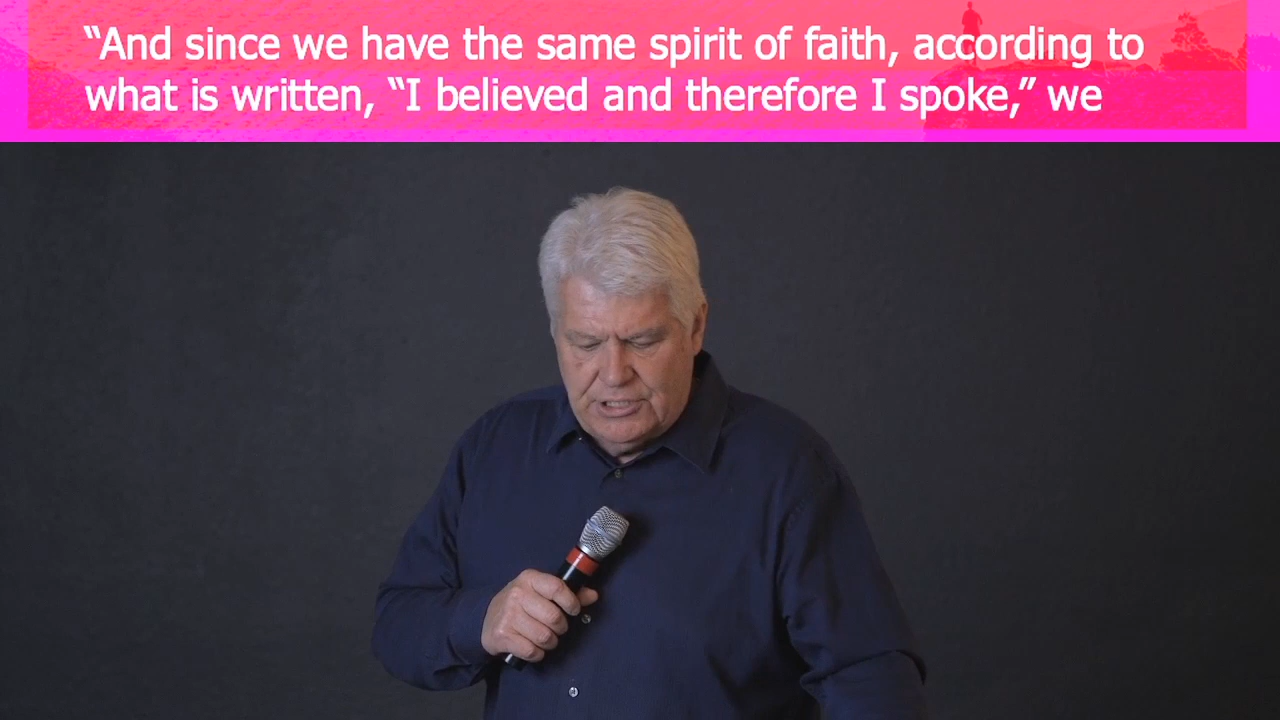 “And since we have the same spirit of faith, according to
what is written, “I believed and therefore I spoke,” we